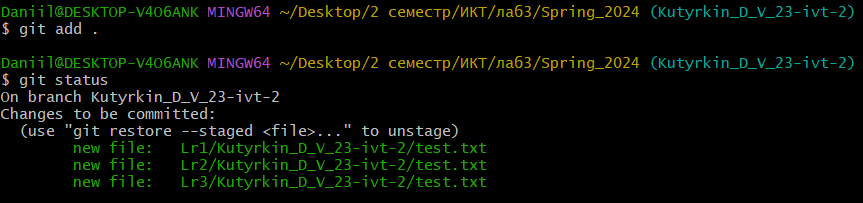 Daniil@DESKTOP-V4O6ANK MINGW64 ~/Desktop/2 семестр/ИКТ/лаб3/Spring_2024 (Kutyrkin_D_V_23-ivt-2)
$ git add .
Daniil@DESKTOP-V4O6ANK MINGW64 ~/Desktop/2 семестр/ИКТ/лаб3/Spring_2024 (Kutyrkin_D_V_23-ivt-2)
$ git status
On branch Kutyrkin_D_V_23-ivt-2
Changes to be committed:
  (use "git restore --staged <file>..." to unstage)
        new file:   Lr1/Kutyrkin_D_V_23-ivt-2/test.txt
        new file:   Lr2/Kutyrkin_D_V_23-ivt-2/test.txt
        new file:   Lr3/Kutyrkin_D_V_23-ivt-2/test.txt